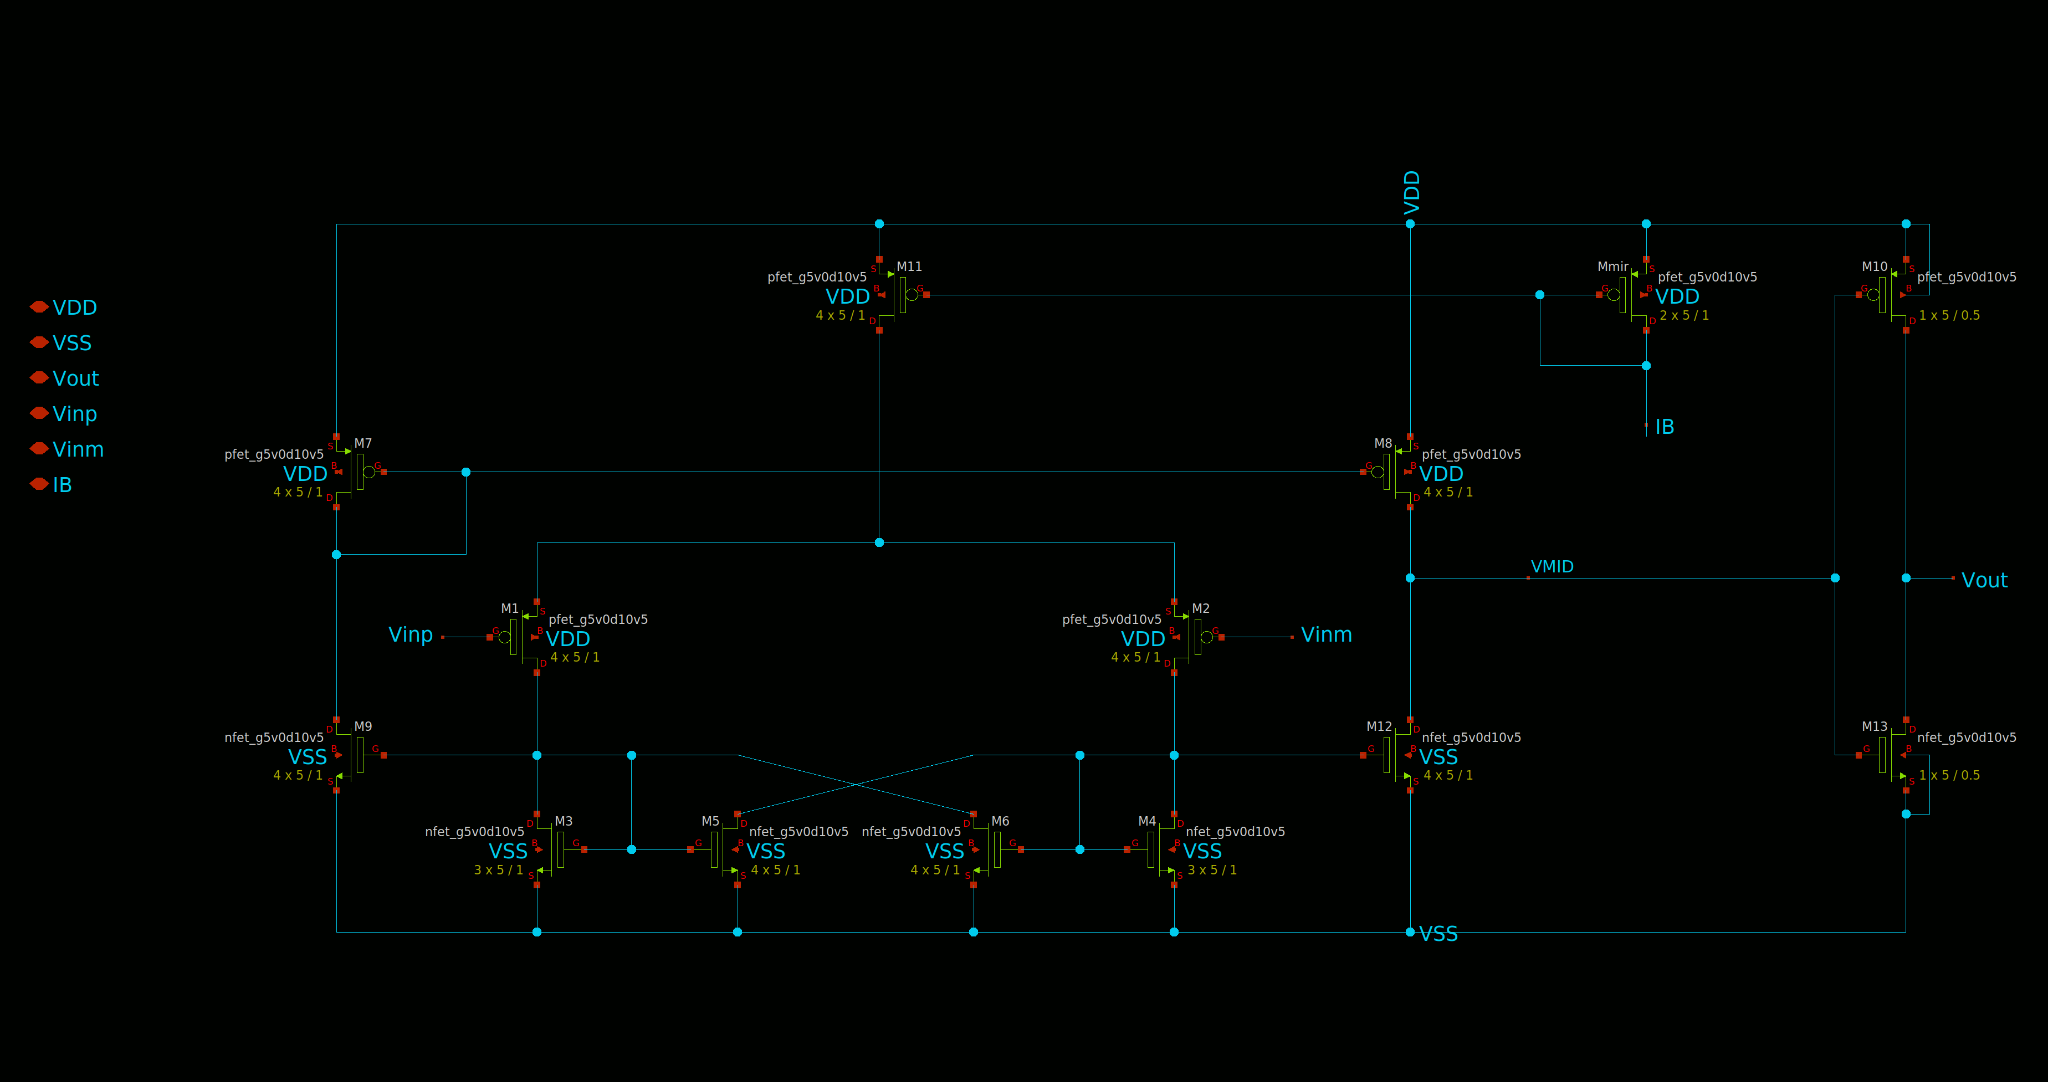 VDD
M11
pfet_g5v0d10v5
S
B
VDD
G
4 x 5 / 1
D
Mmir
pfet_g5v0d10v5
S
G
B
VDD
2 x 5 / 1
D
M10
pfet_g5v0d10v5
S
G
B
1 x 5 / 0.5
D
VDD
VSS
Vout
Vinp
Vinm
IB
IB
M7
pfet_g5v0d10v5
S
B
VDD
G
4 x 5 / 1
D
M8
pfet_g5v0d10v5
S
G
B
VDD
4 x 5 / 1
D
VMID
Vout
M1
pfet_g5v0d10v5
S
Vinp
G
B
VDD
4 x 5 / 1
D
M2
pfet_g5v0d10v5
S
B
VDD
G
Vinm
4 x 5 / 1
D
M9
nfet_g5v0d10v5
D
B
VSS
G
4 x 5 / 1
S
M12
nfet_g5v0d10v5
D
G
B
VSS
4 x 5 / 1
S
M13
nfet_g5v0d10v5
D
G
B
1 x 5 / 0.5
S
M3
nfet_g5v0d10v5
D
B
VSS
G
3 x 5 / 1
S
M5
nfet_g5v0d10v5
D
G
B
VSS
4 x 5 / 1
S
M6
nfet_g5v0d10v5
D
B
VSS
G
4 x 5 / 1
S
M4
nfet_g5v0d10v5
D
G
B
VSS
3 x 5 / 1
S
VSS